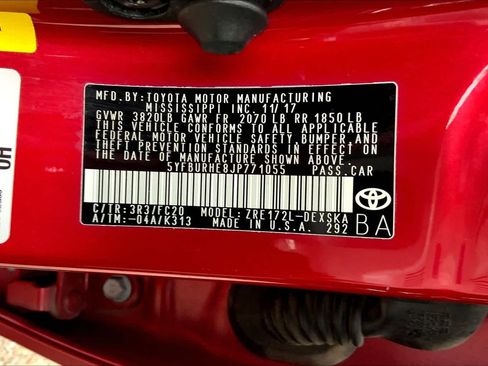 MFD.BY:TOYOTA MOTOR MANUFACTURING
MISSISSIPPI INC. 11/17
GVWR 3820LB GAWR FR 2070 LB RR 1850 LB
THIS VEHICLE CONFORMS TO ALL APPLICABLE
FEDERAL MOTOR VEHICLE SAFETY,BUMPER,AND
THEFT PREVENTION STANDARDS IN EFFECT ON
THE DATE OF MANUFACTURE SHOWN ABOVE.
5YFBURHE8JP771055 PASS.CAR
C/TR:3R3/FC20 MODEL:ZRE172L-DEXSKA
A/TM:-04A/K313 MADE IN U.S.A. 292
BA